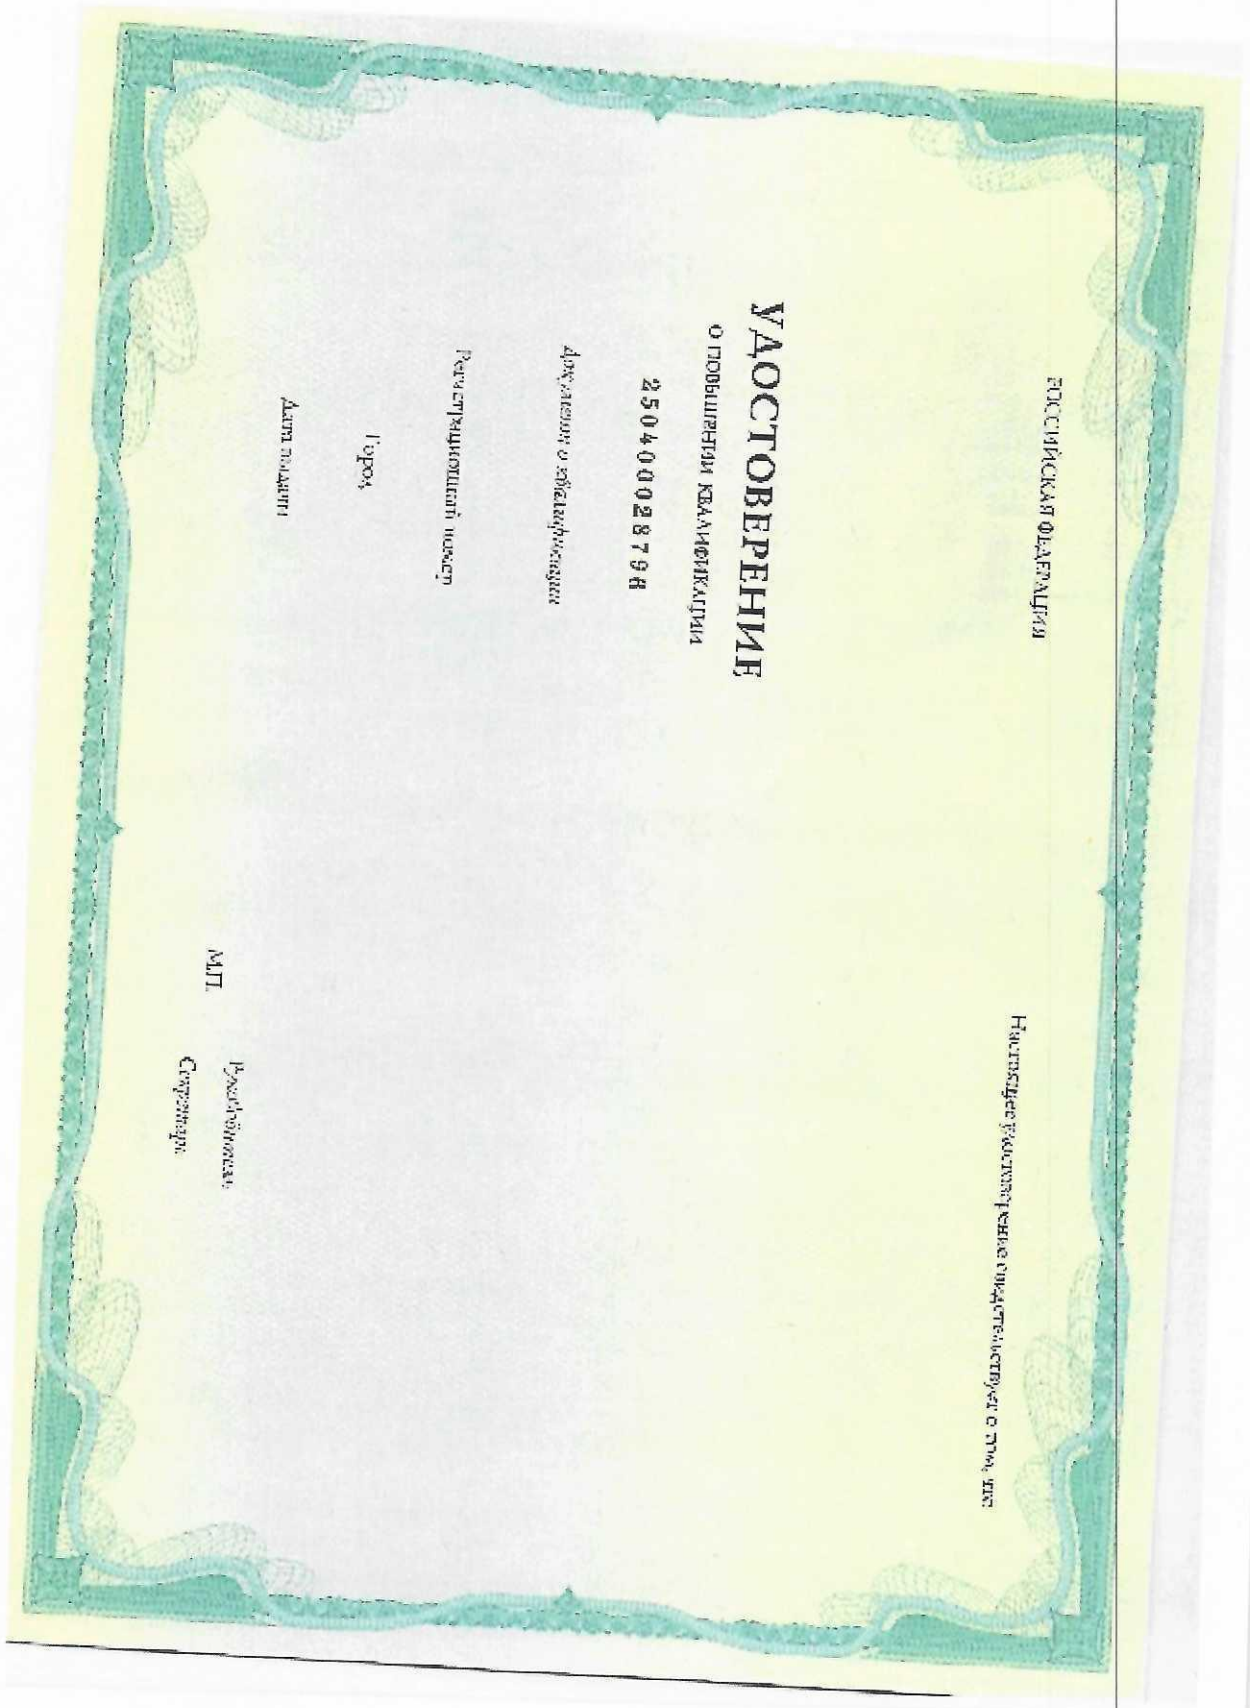 РОССИЙСКАЯ ФЕДЕРАЦИЯ
УДОСТОВЕРЕНИЕ
О ПОВЫШЕНИИ КВАЛИФИКАЦИИ
250400028798
Документ о квалификации
Регистрационный номер
Город
Дата выдачи
Настоящее удостоверение свидетельствует о том, что
М.П.
Руководитель
Секретарь